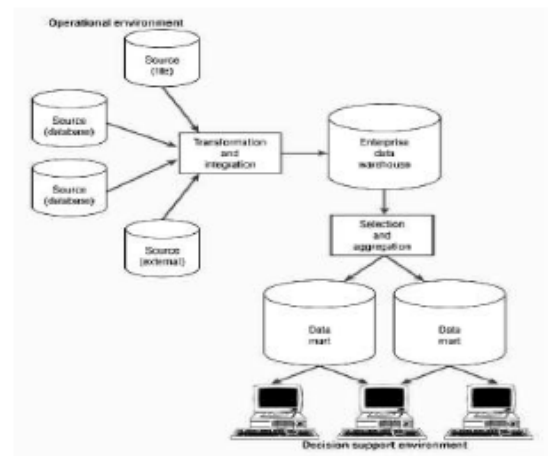 Operational environment
Source
(file)
Source
(database)
Source
(database)
Transformation
and
integration
Enterprise
data
warehouse
Source
(external)
Selection
and
aggregation
Data
mart
Data
mart
Decision support environment